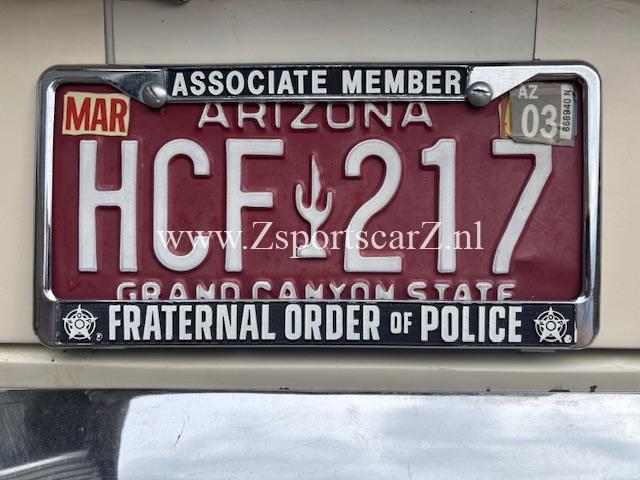 ASSOCIATE MEMBER
MAR
ARIZONA
AZ
03
668940 N
HCF 217
www.ZsportscarZ.nl
GRAND CANYON STATE
FRATERNAL ORDER OF POLICE